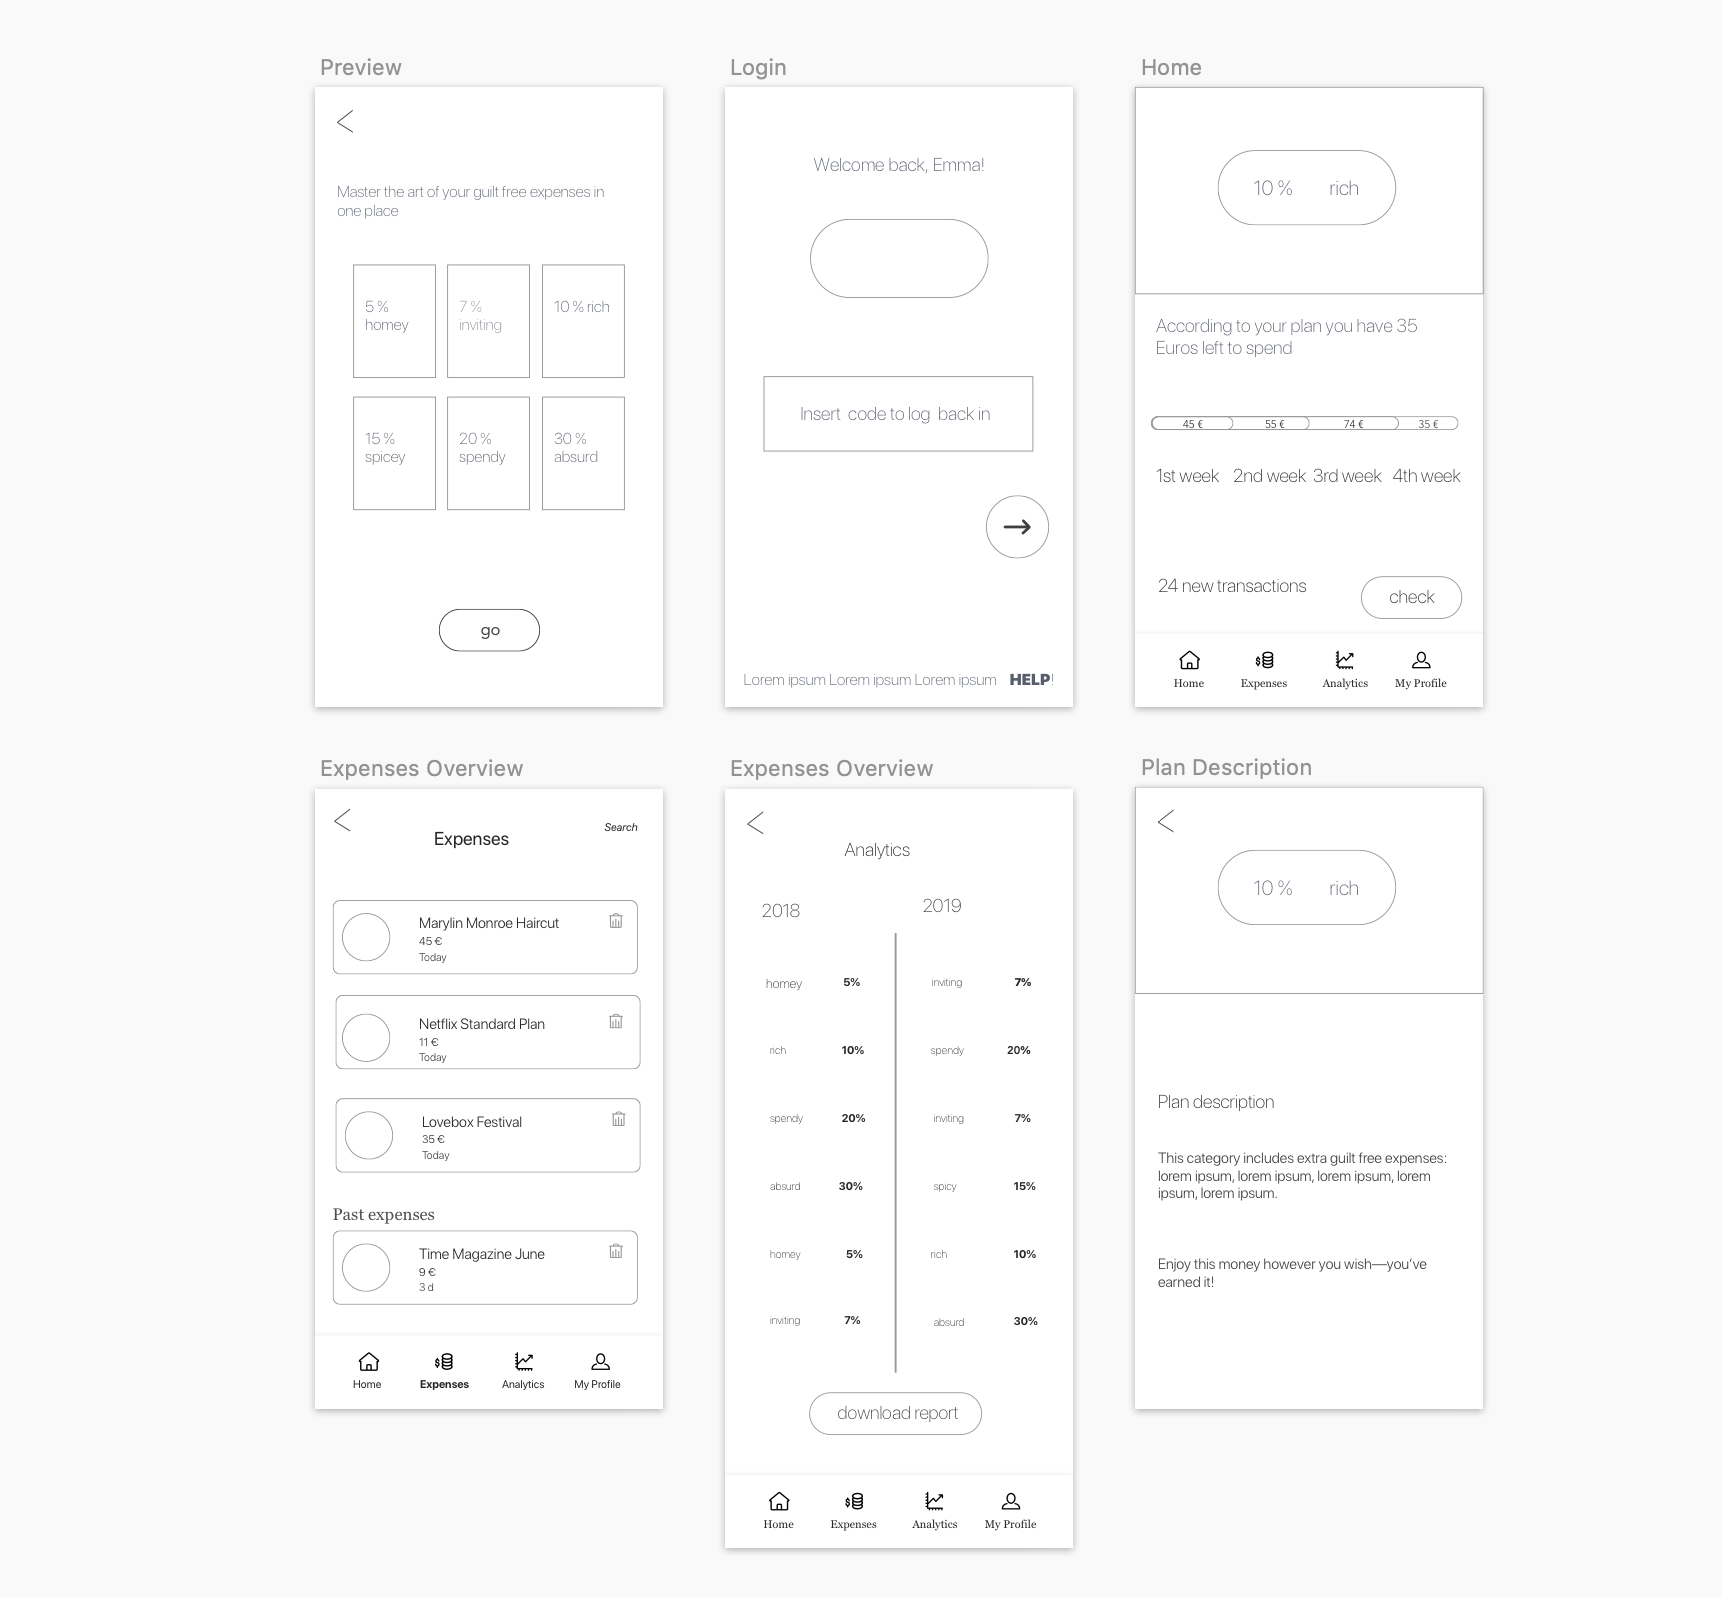 Preview
Master the art of your guilt free expenses in
one place
5 %
homey
7 %
inviting
10 % rich
15 %
spicey
20 %
spendy
30 %
absurd
go
Login
Welcome back, Emma!
Insert code to log back in
Lorem ipsum Lorem ipsum Lorem ipsum HELP!
Home
10 % rich
According to your plan you have 35
Euros left to spend
45 € 55 € 74 € 35 €
1st week 2nd week 3rd week 4th week
24 new transactions
check
Home Expenses Analytics My Profile
Expenses Overview
Search
Expenses
Marylin Monroe Haircut
45 €
Today
Netflix Standard Plan
11 €
Today
Lovebox Festival
35 €
Today
Past expenses
Time Magazine June
9 €
3 d
Home Expenses Analytics My Profile
Expenses Overview
Analytics
2018 2019
homey 5% inviting 7%
rich 10% spendy 20%
spendy 20% inviting 7%
absurd 30% spicy 15%
homey 5% rich 10%
inviting 7% absurd 30%
download report
Home Expenses Analytics My Profile
Plan Description
10 % rich
Plan description
This category includes extra guilt free expenses:
lorem ipsum, lorem ipsum, lorem ipsum, lorem
ipsum, lorem ipsum.
Enjoy this money however you wish—you’ve
earned it!